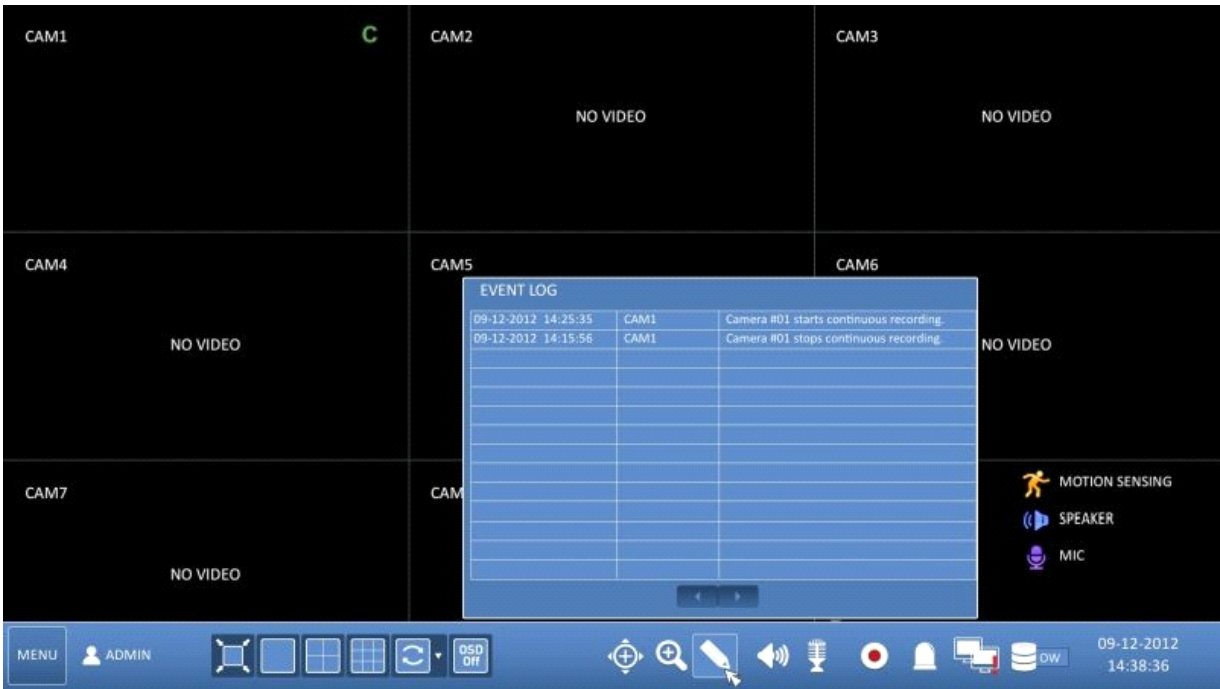 CAM1 C CAM2 CAM3
NO VIDEO NO VIDEO
CAM4 CAM5 CAM6
EVENT LOG
09-12-2012 14:25:35 CAM1 Camera #01 starts continuous recording.
09-12-2012 14:15:56 CAM1 Camera #01 stops continuous recording.
NO VIDEO NO VIDEO
CAM7 CAM
MOTION SENSING
SPEAKER
MIC
NO VIDEO
MENU ADMIN OSD OW 09-12-2012
Off 14:38:36